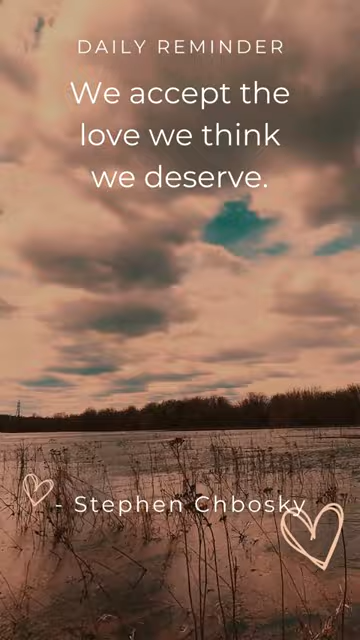 DAILY REMINDER
We accept the
love we think
we deserve.
- Stephen Chbosky